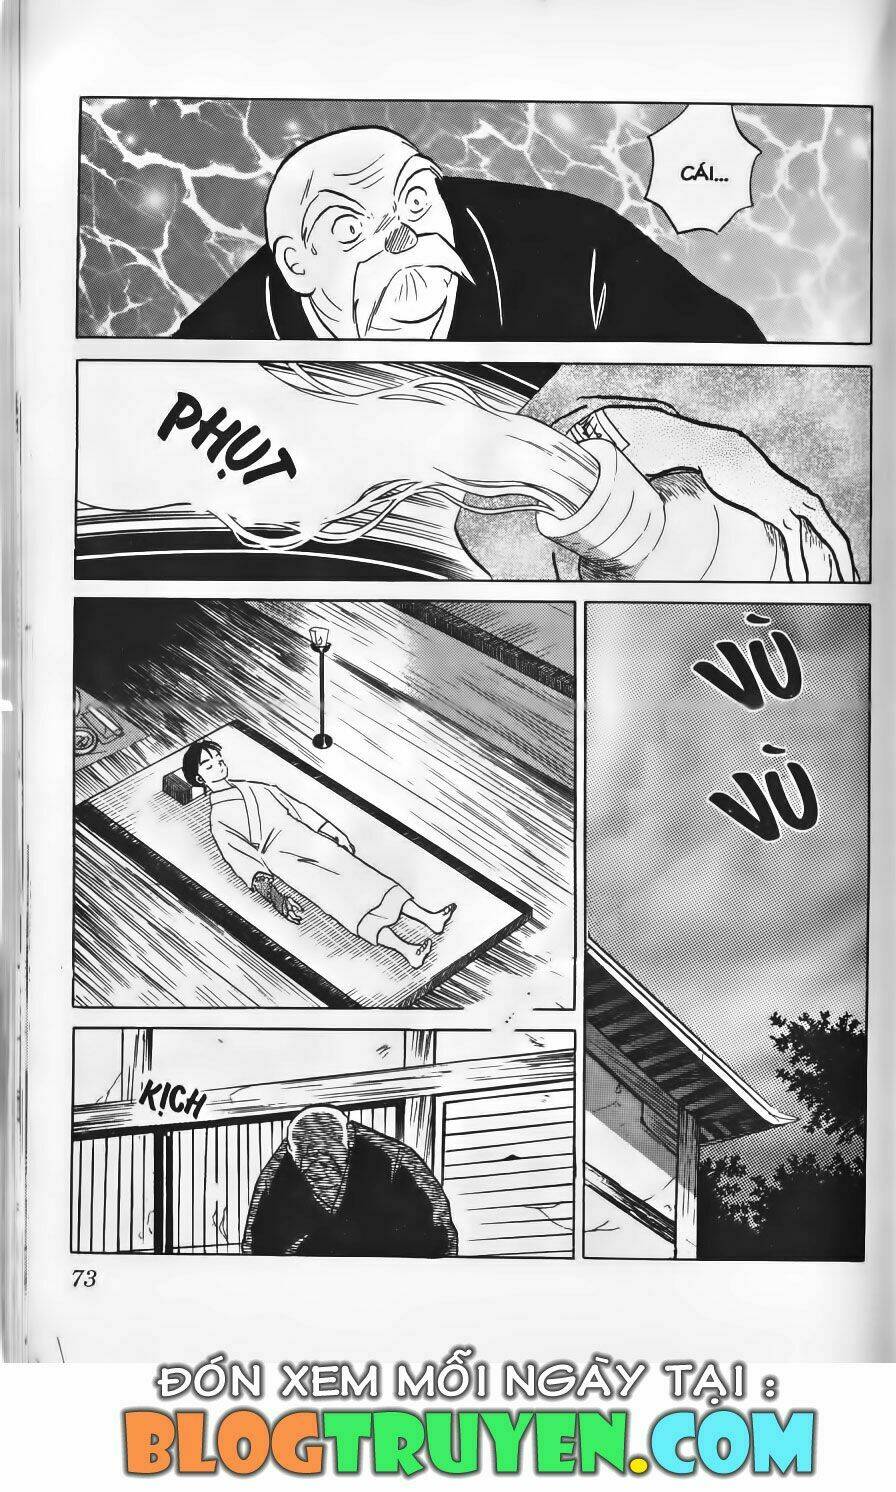 CÁI...
PHỤT
VÙ
VÙ
KỊCH
73
ĐÓN XEM MỖI NGÀY TẠI :
BLOGTRUYEN.COM